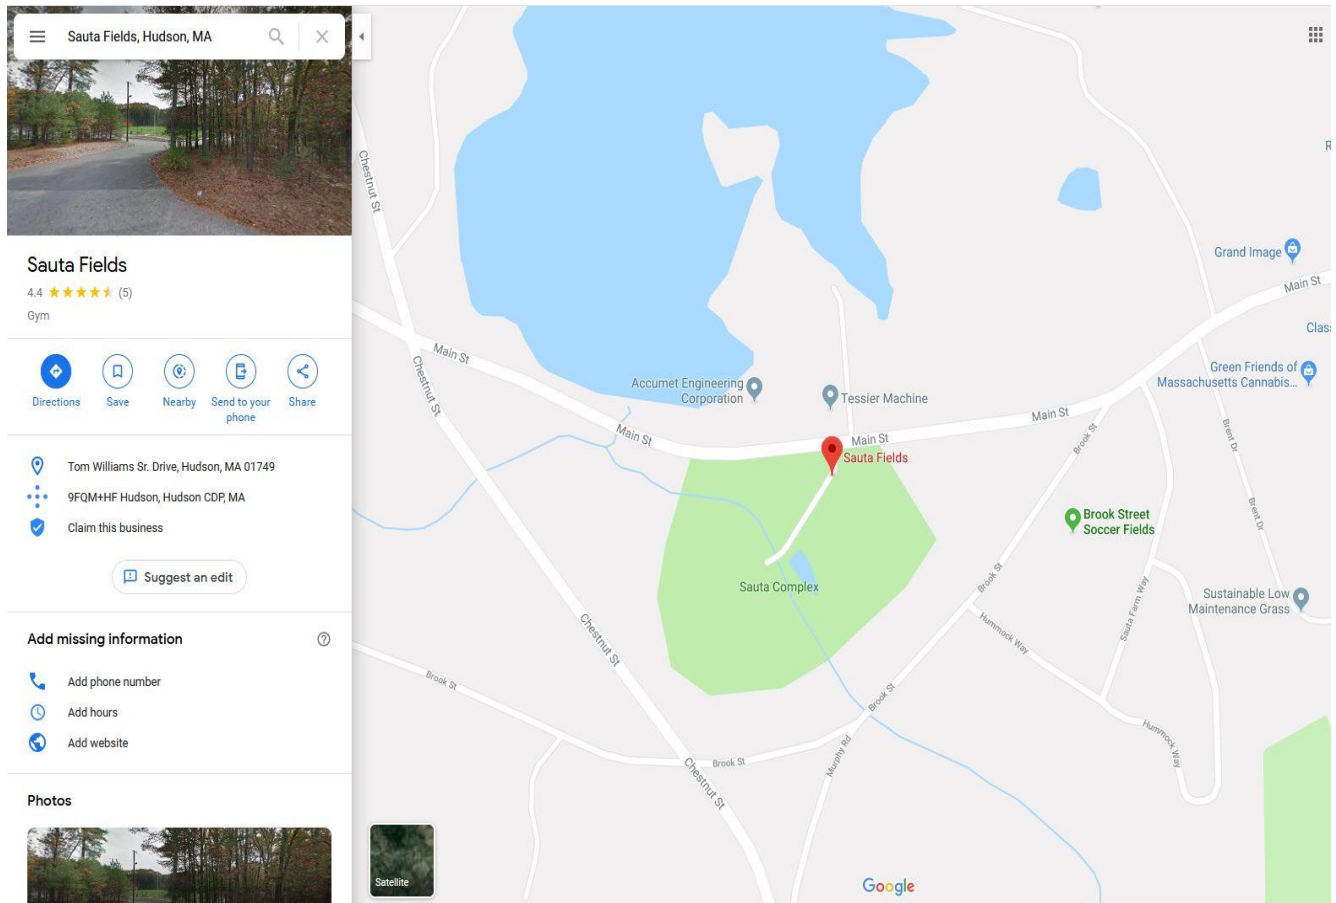 Sauta Fields, Hudson, MA
Sauta Fields
4.4 (5)
Gym
Directions
Save
Nearby
Send to your
phone
Share
Tom Williams Sr. Drive, Hudson, MA 01749
9FQM+HF Hudson, Hudson CDP, MA
Claim this business
Suggest an edit
Add missing information
Add phone number
Add hours
Add website
Photos
Satellite
Chestnut St
Main St
Chestnut St
Main St
Accumet Engineering
Corporation
Tessier Machine
Main St
Sauta Fields
Main St
Grand Image
Main St
R
Clas
Green Friends of
Massachusetts Cannabis...
Brook St
Brent Dr
Brent Dr
Brook Street
Soccer Fields
Sauta Complex
Brook St
Hummock Way
Sauta Farm Way
Sustainable Low
Maintenance Grass
Chestnut St
Brook St
Brook St
Hummock Way
Murphy Rd
Brook St
Chestnut St
Google